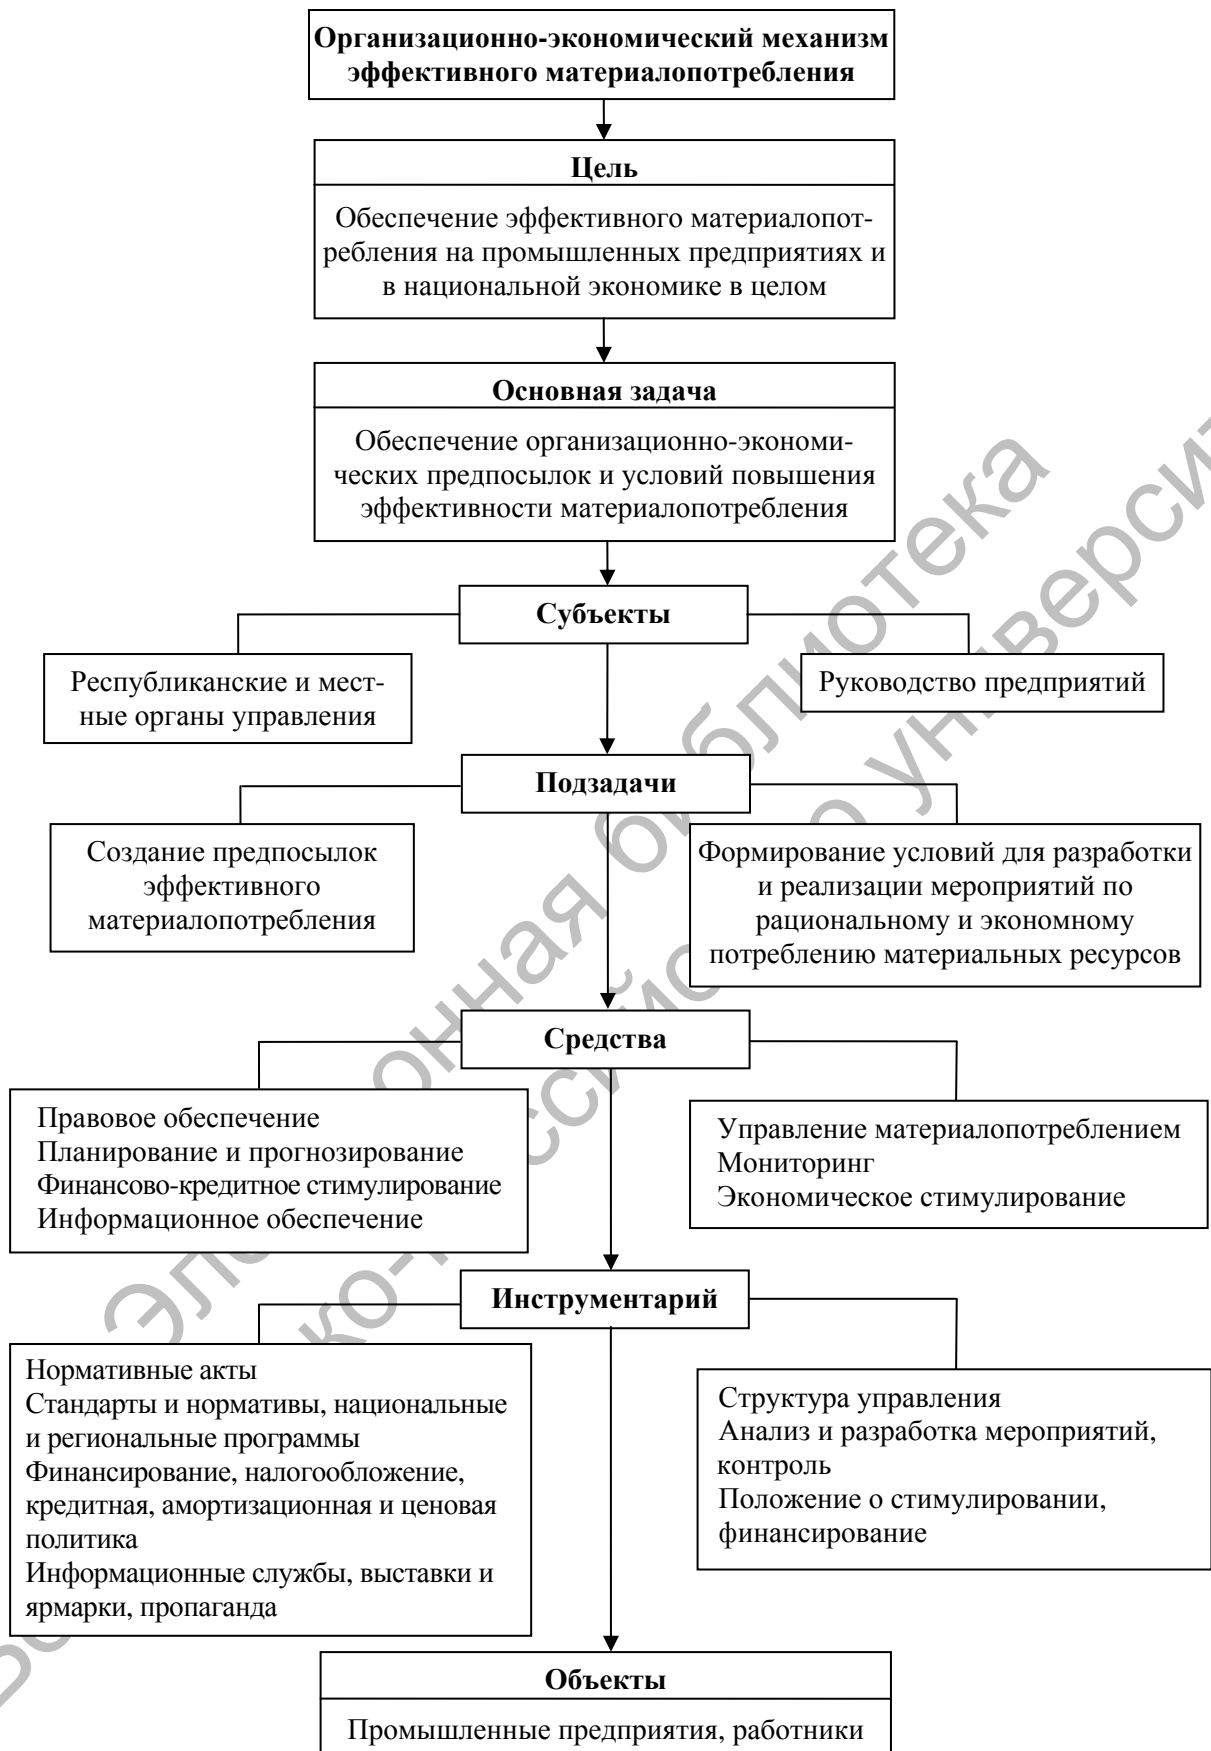 Организационно-экономический механизм
эффективного материалопотребления
Цель
Обеспечение эффективного материалопот-
ребления на промышленных предприятиях и
в национальной экономике в целом
Основная задача
Обеспечение организационно-экономи-
ческих предпосылок и условий повышения
эффективности материалопотребления
Субъекты
Республиканские и мест-
ные органы управления
Руководство предприятий
Подзадачи
Создание предпосылок
эффективного
материалопотребления
Формирование условий для разработки
и реализации мероприятий по
рациональному и экономному
потреблению материальных ресурсов
Средства
Правовое обеспечение
Планирование и прогнозирование
Финансово-кредитное стимулирование
Информационное обеспечение
Управление материалопотреблением
Мониторинг
Экономическое стимулирование
Инструментарий
Нормативные акты
Стандарты и нормативы, национальные
и региональные программы
Финансирование, налогообложение,
кредитная, амортизационная и ценовая
политика
Информационные службы, выставки и
ярмарки, пропаганда
Структура управления
Анализ и разработка мероприятий,
контроль
Положение о стимулировании,
финансирование
Объекты
Промышленные предприятия, работники
библиотека